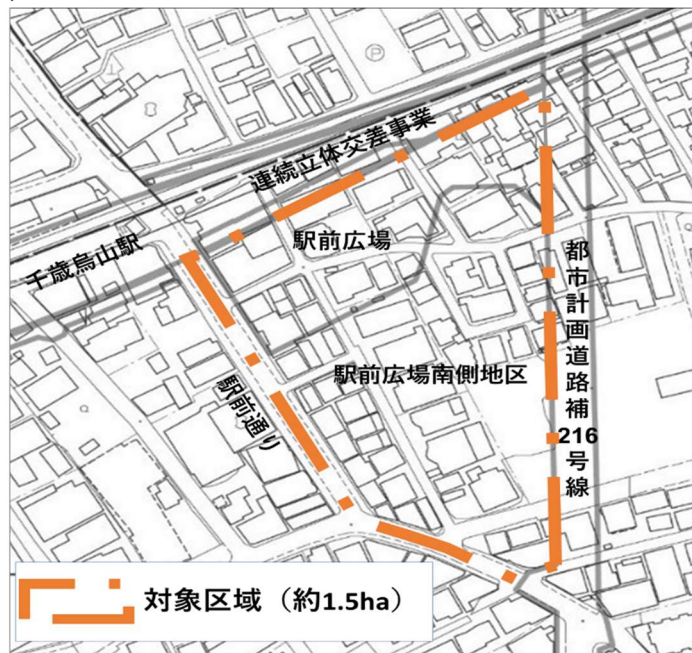 Ⓟ
連続立体交差事業
千歳烏山駅
駅前広場
都市計画道路補216号線
駅前広場南側地区
駅前通り
対象区域（約1.5ha）